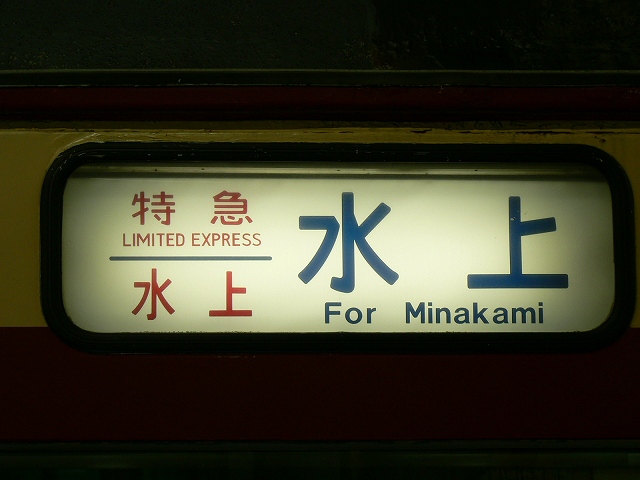 特急
LIMITED EXPRESS
水上
水上
For Minakami